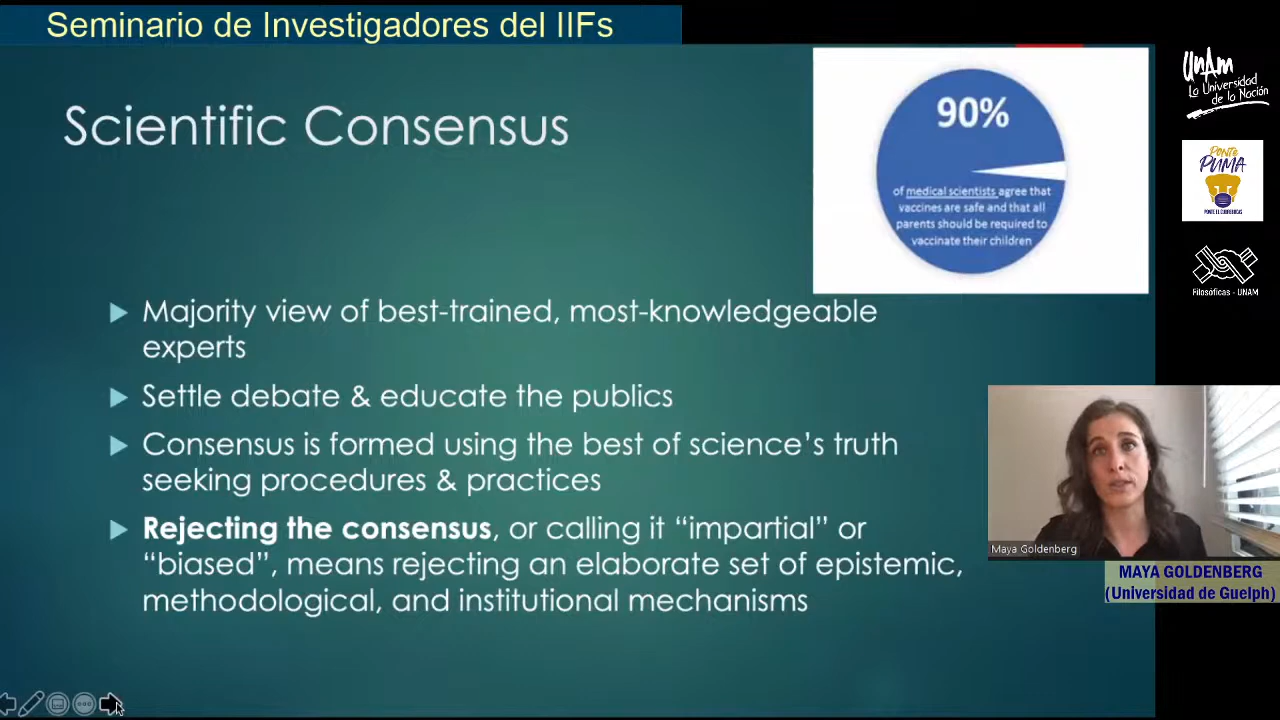 Seminario de Investigadores del IIFs
Scientific Consensus
90%
of medical scientists agree that
vaccines are safe and that all
parents should be required to
vaccinate their children
Majority view of best-trained, most-knowledgeable
experts
Settle debate & educate the publics
Consensus is formed using the best of science’s truth
seeking procedures & practices
Rejecting the consensus, or calling it “impartial” or
“biased”, means rejecting an elaborate set of epistemic,
methodological, and institutional mechanisms
UNAM
La Universidad
de la Nación
PONTE
PUMA
PONTE EL CUBREBOCAS
Filosóficas - UNAM
Maya Goldenberg
MAYA GOLDENBERG
(Universidad de Guelph)